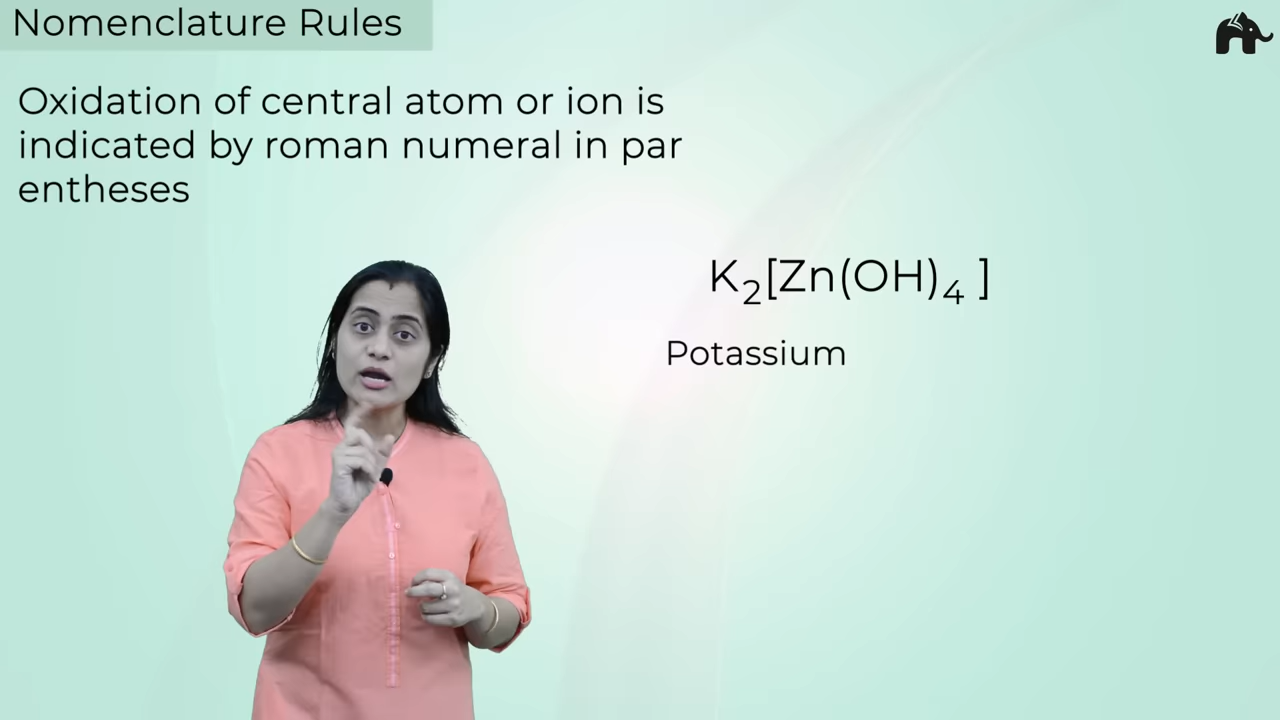 Nomenclature Rules
Oxidation of central atom or ion is
indicated by roman numeral in par
entheses
K₂[Zn(OH)₄ ]
Potassium